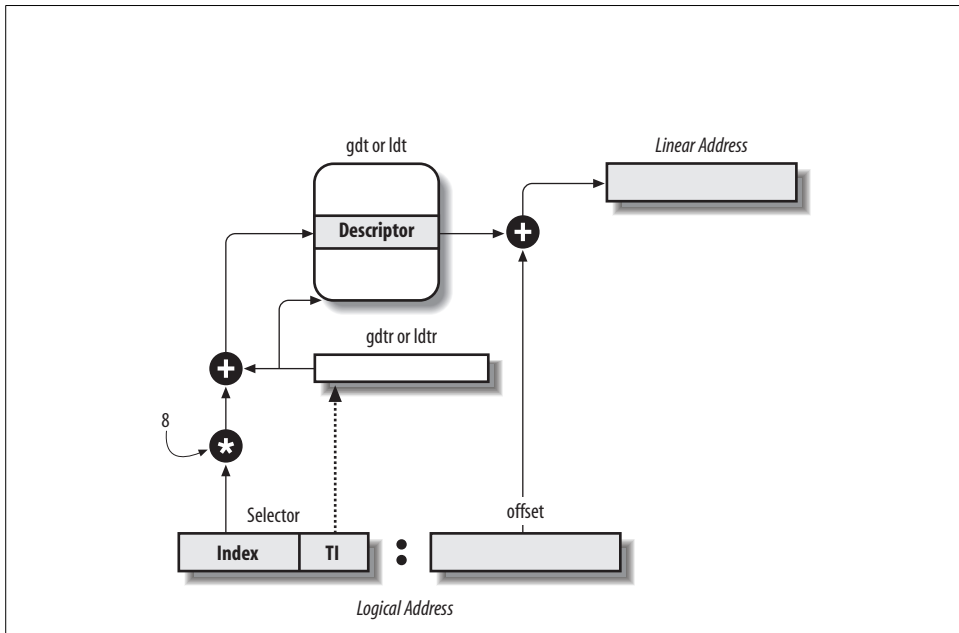 gdt or ldt
Linear Address
Descriptor
+
gdtr or ldtr
+
8
*
Selector
offset
Index
TI
:
Logical Address